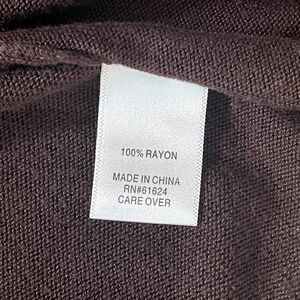 100% RAYON
MADE IN CHINA
RN#61624
CARE OVER